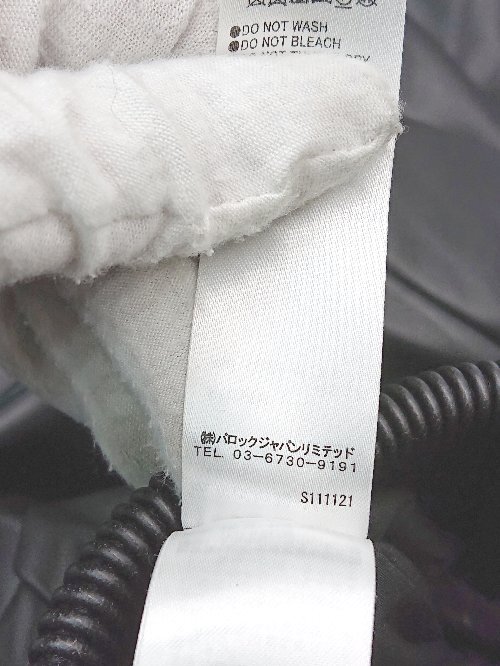 ●DO NOT WASH
●DO NOT BLEACH
㈱バロックジャパンリミテッド
TEL 03-6730-9191
S111121